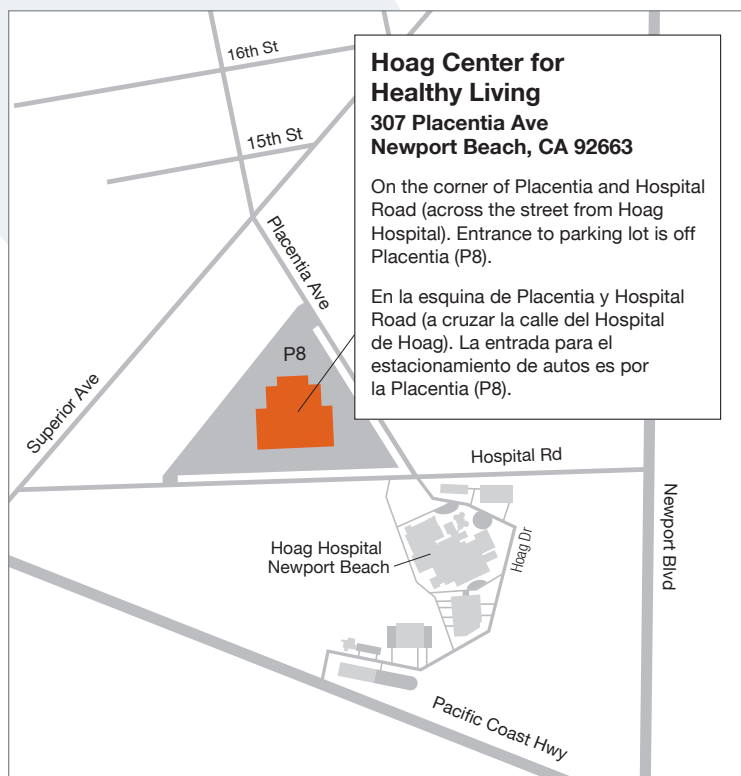 16th St
15th St
Hoag Center for
Healthy Living
307 Placentia Ave
Newport Beach, CA 92663
On the corner of Placentia and Hospital
Road (across the street from Hoag
Hospital). Entrance to parking lot is off
Placentia (P8).
En la esquina de Placentia y Hospital
Road (a cruzar la calle del Hospital
de Hoag). La entrada para el
estacionamiento de autos es por
la Placentia (P8).
Placentia Ave
P8
Superior Ave
Hospital Rd
Newport Blvd
Hoag Hospital
Newport Beach
Hoag Dr
Pacific Coast Hwy